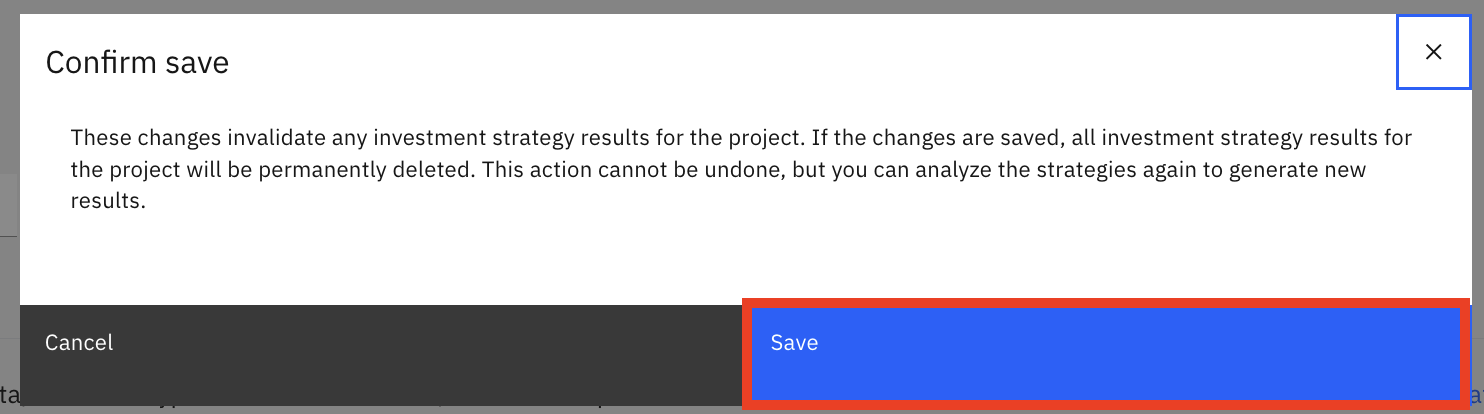 Confirm save
These changes invalidate any investment strategy results for the project. If the changes are saved, all investment strategy results for
the project will be permanently deleted. This action cannot be undone, but you can analyze the strategies again to generate new
results.
Cancel
Save